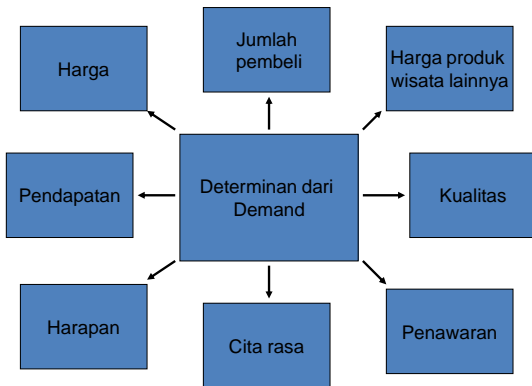 Jumlah
pembeli
Harga
Harga produk
wisata lainnya
Pendapatan
Determinan dari
Demand
Kualitas
Harapan
Cita rasa
Penawaran